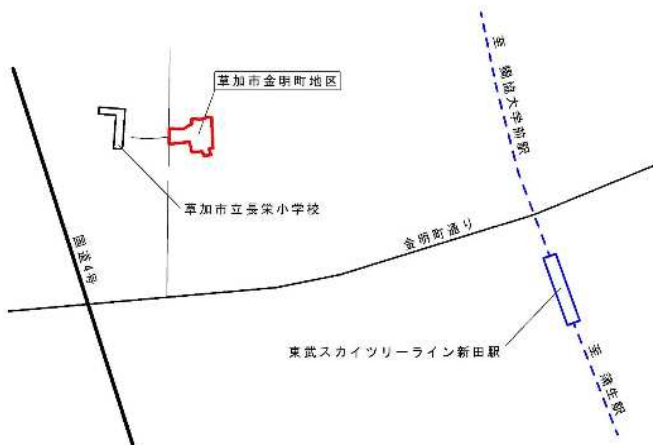 至 獨協大学前駅
草加市金明町地区
草加市立長栄小学校
国道4号
金明町通り
東武スカイツリーライン新田駅
至 蒲生駅